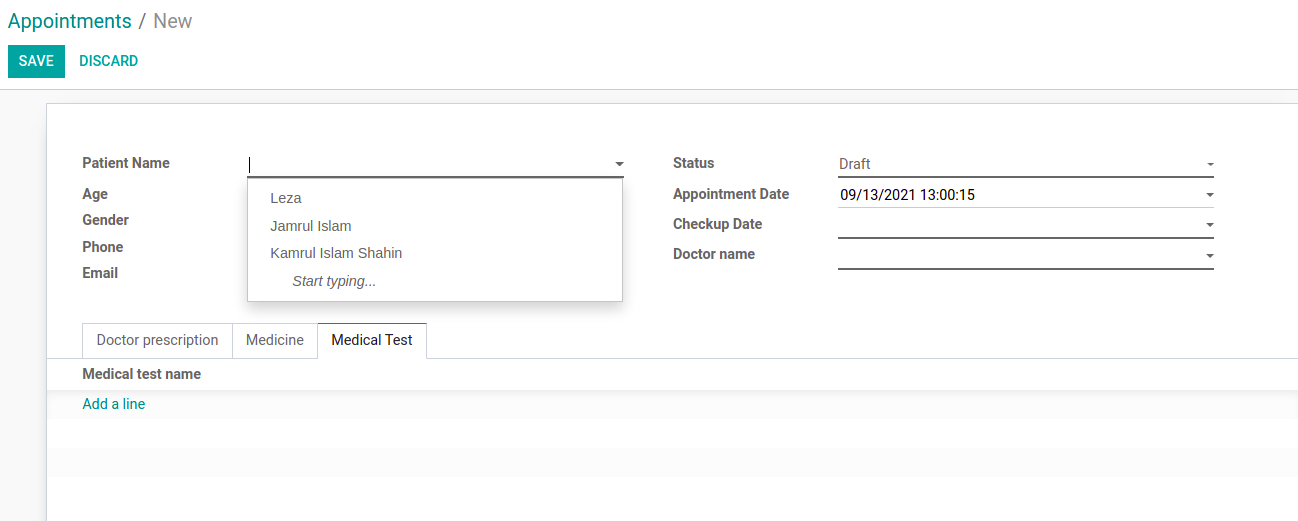 Appointments / New
SAVE DISCARD
Patient Name
Leza
Jamrul Islam
Kamrul Islam Shahin
Start typing...
Age
Gender
Phone
Email
Status Draft
Appointment Date 09/13/2021 13:00:15
Checkup Date
Doctor name
Doctor prescription Medicine Medical Test
Medical test name
Add a line